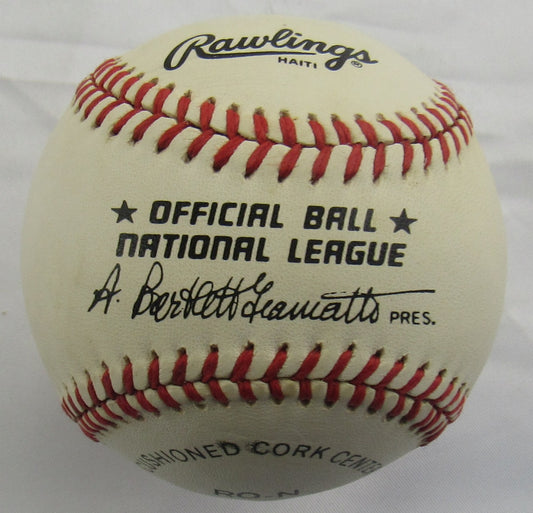 Rawlings®
HAITI
★ OFFICIAL BALL ★
NATIONAL LEAGUE
A. Bartlett Giamatti PRES.
CUSHIONED CORK CENTER
RO-N